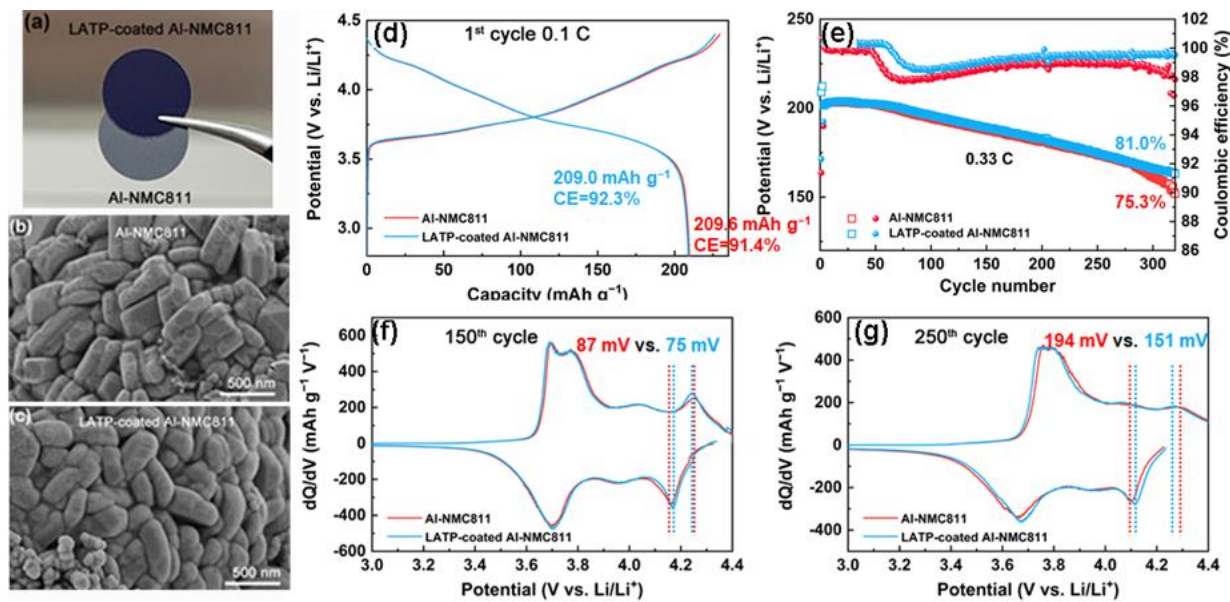 (a)
LATP-coated Al-NMC811
Al-NMC811
(b)
Al-NMC811
500 nm
(c)
LATP-coated Al-NMC811
500 nm
(d)
1st cycle 0.1 C
4.5
4.0
3.5
3.0
Potential (V vs. Li/Li+)
209.0 mAh g−1
CE=92.3%
209.6 mAh g−1
CE=91.4%
Al-NMC811
LATP-coated Al-NMC811
0 50 100 150 200
Capacity (mAh g−1)
(e)
250
225
200
175
150
Potential (V vs. Li/Li+)
102
100
98
96
94
92
90
88
86
Coulombic efficiency (%)
0.33 C
81.0%
75.3%
Al-NMC811
LATP-coated Al-NMC811
0 50 100 150 200 250 300
Cycle number
(f)
150th cycle
87 mV vs. 75 mV
600
400
200
0
-200
-400
-600
dQ/dV (mAh g−1 V−1)
Al-NMC811
LATP-coated Al-NMC811
3.0 3.2 3.4 3.6 3.8 4.0 4.2 4.4
Potential (V vs. Li/Li+)
(g)
250th cycle
194 mV vs. 151 mV
600
400
200
0
-200
-400
-600
dQ/dV (mAh g−1 V−1)
Al-NMC811
LATP-coated Al-NMC811
3.0 3.2 3.4 3.6 3.8 4.0 4.2 4.4
Potential (V vs. Li/Li+)